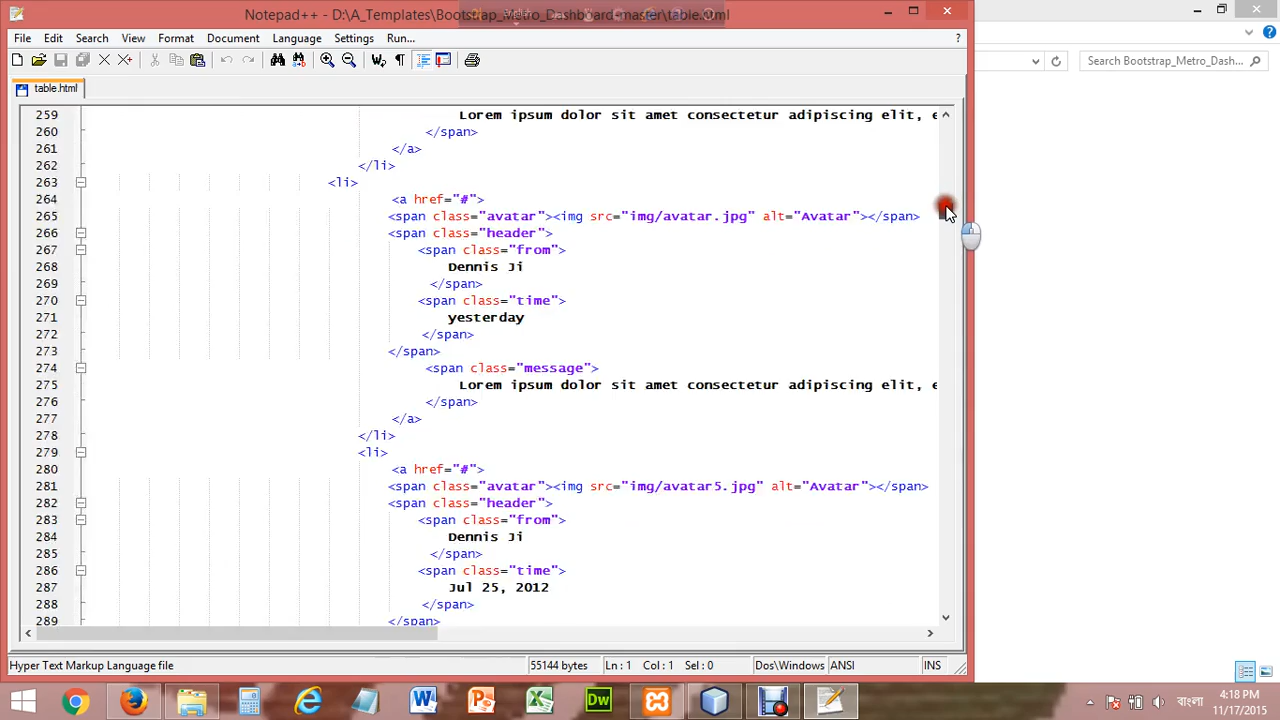 Notepad++ - D:\A_Templates\Bootstrap_Metro_Dashboard-master\table.html
File Edit Search View Format Document Language Settings Run... ?
Search Bootstrap_Metro_Dash...
table.html
259 Lorem ipsum dolor sit amet consectetur adipiscing elit, e
260 </span>
261 </a>
262 </li>
263 <li>
264 <a href="#">
265 <span class="avatar"><img src="img/avatar.jpg" alt="Avatar"></span>
266 <span class="header">
267 <span class="from">
268 Dennis Ji
269 </span>
270 <span class="time">
271 yesterday
272 </span>
273 </span>
274 <span class="message">
275 Lorem ipsum dolor sit amet consectetur adipiscing elit, e
276 </span>
277 </a>
278 </li>
279 <li>
280 <a href="#">
281 <span class="avatar"><img src="img/avatar5.jpg" alt="Avatar"></span>
282 <span class="header">
283 <span class="from">
284 Dennis Ji
285 </span>
286 <span class="time">
287 Jul 25, 2012
288 </span>
289 </span>
Hyper Text Markup Language file 55144 bytes Ln : 1 Col : 1 Sel : 0 Dos\Windows ANSI INS
বাংলা
4:18 PM
11/17/2015